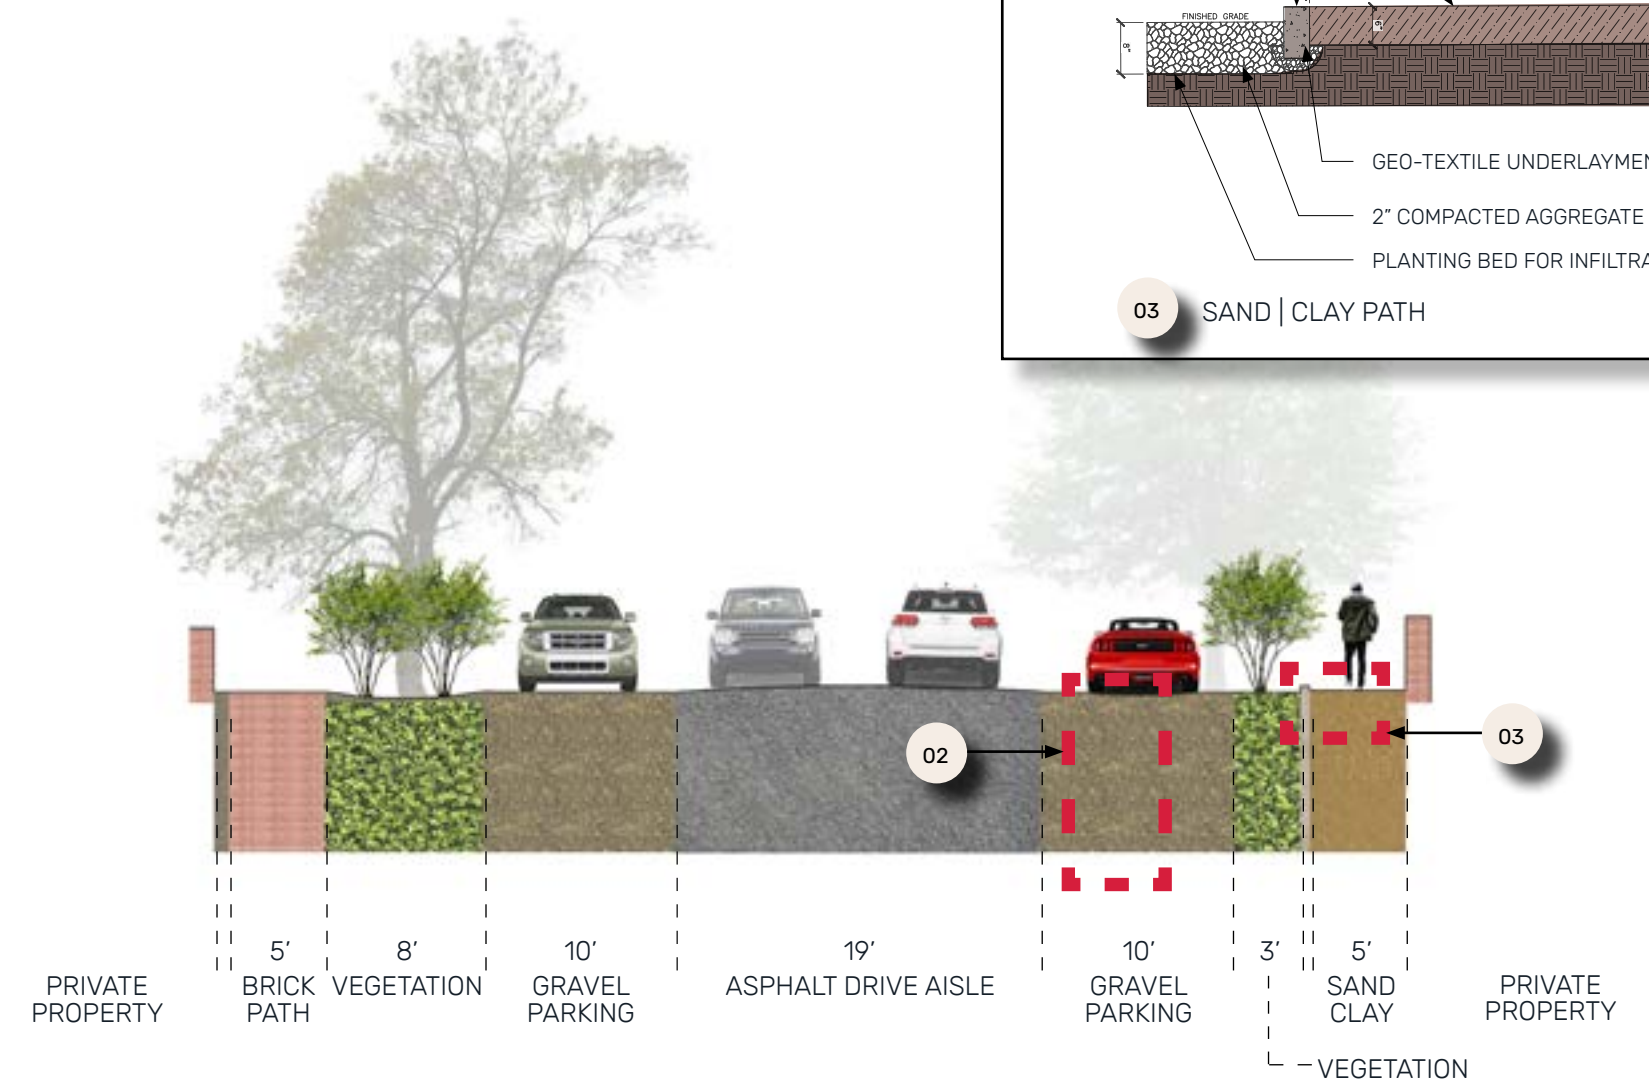 FINISHED GRADE
8"
6"
GEO-TEXTILE UNDERLAYMEN
2" COMPACTED AGGREGATE
PLANTING BED FOR INFILTRA
03
SAND | CLAY PATH
02
03
5'
8'
10'
19'
10'
3'
5'
PRIVATE
PROPERTY
BRICK
PATH
VEGETATION
GRAVEL
PARKING
ASPHALT DRIVE AISLE
GRAVEL
PARKING
SAND
CLAY
PRIVATE
PROPERTY
VEGETATION